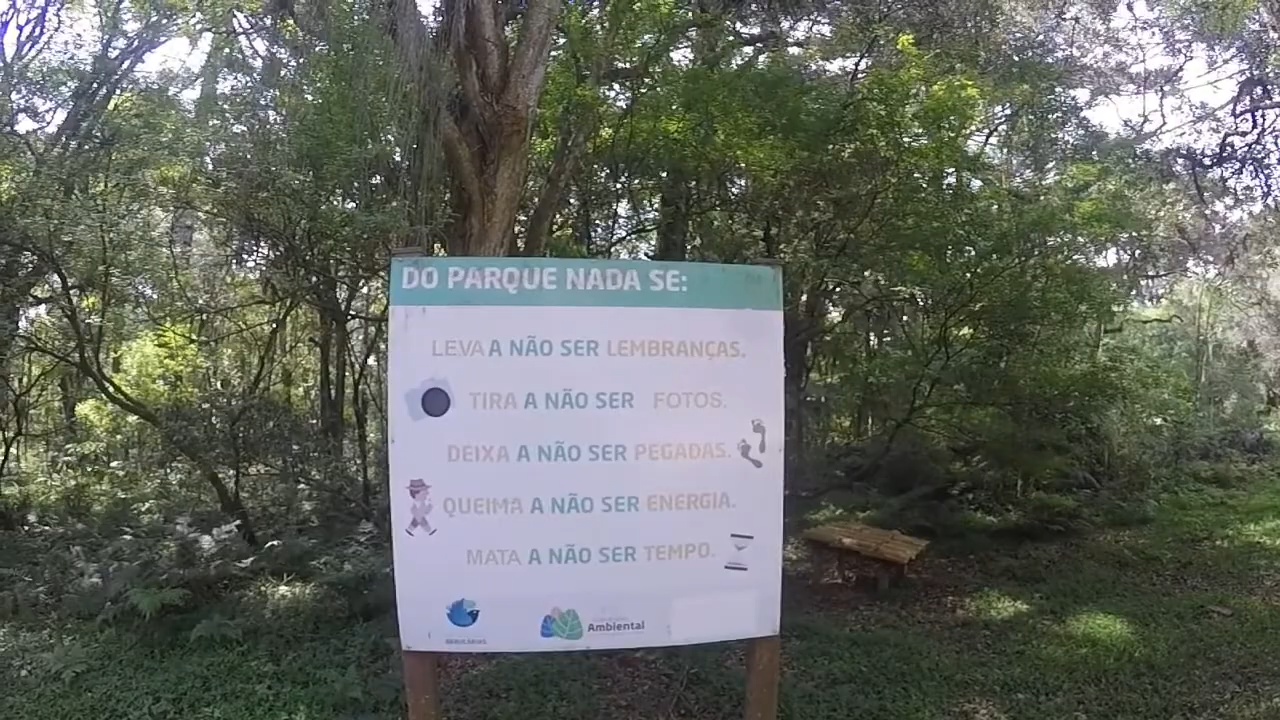 DO PARQUE NADA SE:
LEVA A NÃO SER LEMBRANÇAS.
TIRA A NÃO SER FOTOS.
DEIXA A NÃO SER PEGADAS.
QUEIMA A NÃO SER ENERGIA.
MATA A NÃO SER TEMPO.
Ambiental